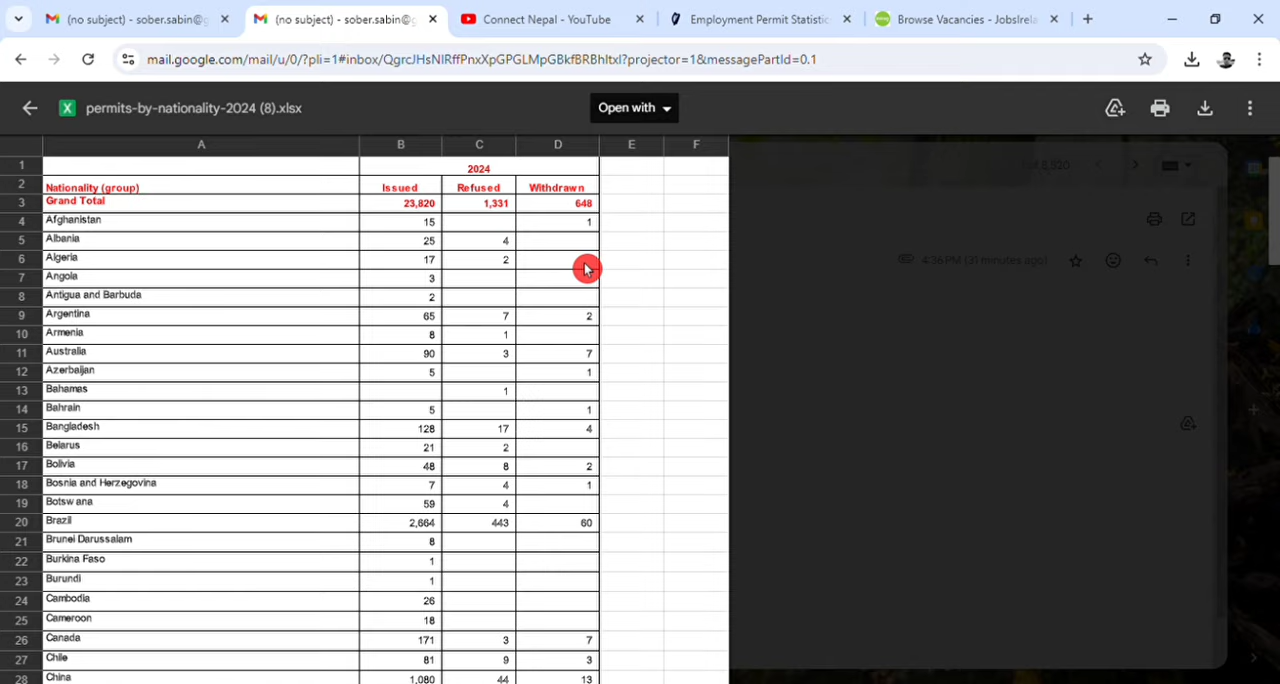 (no subject) - sober.sabin@g
(no subject) - sober.sabin@g
Connect Nepal - YouTube
Employment Permit Statistic
Browse Vacancies - JobsIrela
mail.google.com/mail/u/0/?pli=1#inbox/QgrcJHsNlRffPnxXpGPGLMpGBkfBRBhltxl?projector=1&messagePartId=0.1
X permits-by-nationality-2024 (8).xlsx
Open with
A B C D E F
1 2024
2 Nationality (group) Issued Refused Withdrawn
3 Grand Total 23,820 1,331 648
4 Afghanistan 15 1
5 Albania 25 4
6 Algeria 17 2
7 Angola 3
8 Antigua and Barbuda 2
9 Argentina 65 7 2
10 Armenia 8 1
11 Australia 90 3 7
12 Azerbaijan 5 1
13 Bahamas 1
14 Bahrain 5 1
15 Bangladesh 128 17 4
16 Belarus 21 2
17 Bolivia 48 8 2
18 Bosnia and Herzegovina 7 4 1
19 Botswana 59 4
20 Brazil 2,664 443 60
21 Brunei Darussalam 8
22 Burkina Faso 1
23 Burundi 1
24 Cambodia 26
25 Cameroon 18
26 Canada 171 3 7
27 Chile 81 9 3
28 China 1,080 44 13
4:36 PM (31 minutes ago)